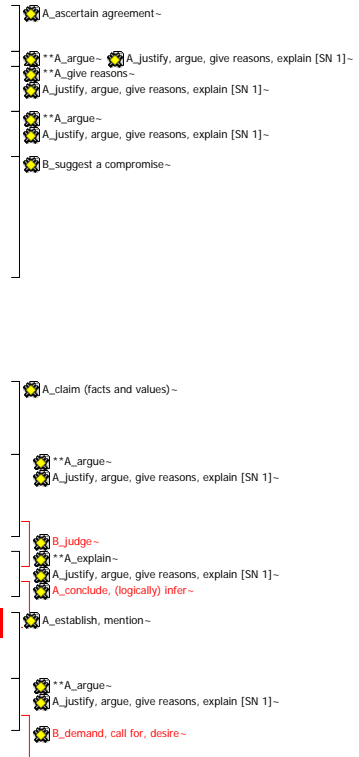 A_ascertain agreement~
**A_argue~ A_justify, argue, give reasons, explain [SN 1]~
**A_give reasons~
A_justify, argue, give reasons, explain [SN 1]~
**A_argue~
A_justify, argue, give reasons, explain [SN 1]~
B_suggest a compromise~
A_claim (facts and values)~
**A_argue~
A_justify, argue, give reasons, explain [SN 1]~
B_judge~
**A_explain~
A_justify, argue, give reasons, explain [SN 1]~
A_conclude, (logically) infer~
A_establish, mention~
**A_argue~
A_justify, argue, give reasons, explain [SN 1]~
B_demand, call for, desire~